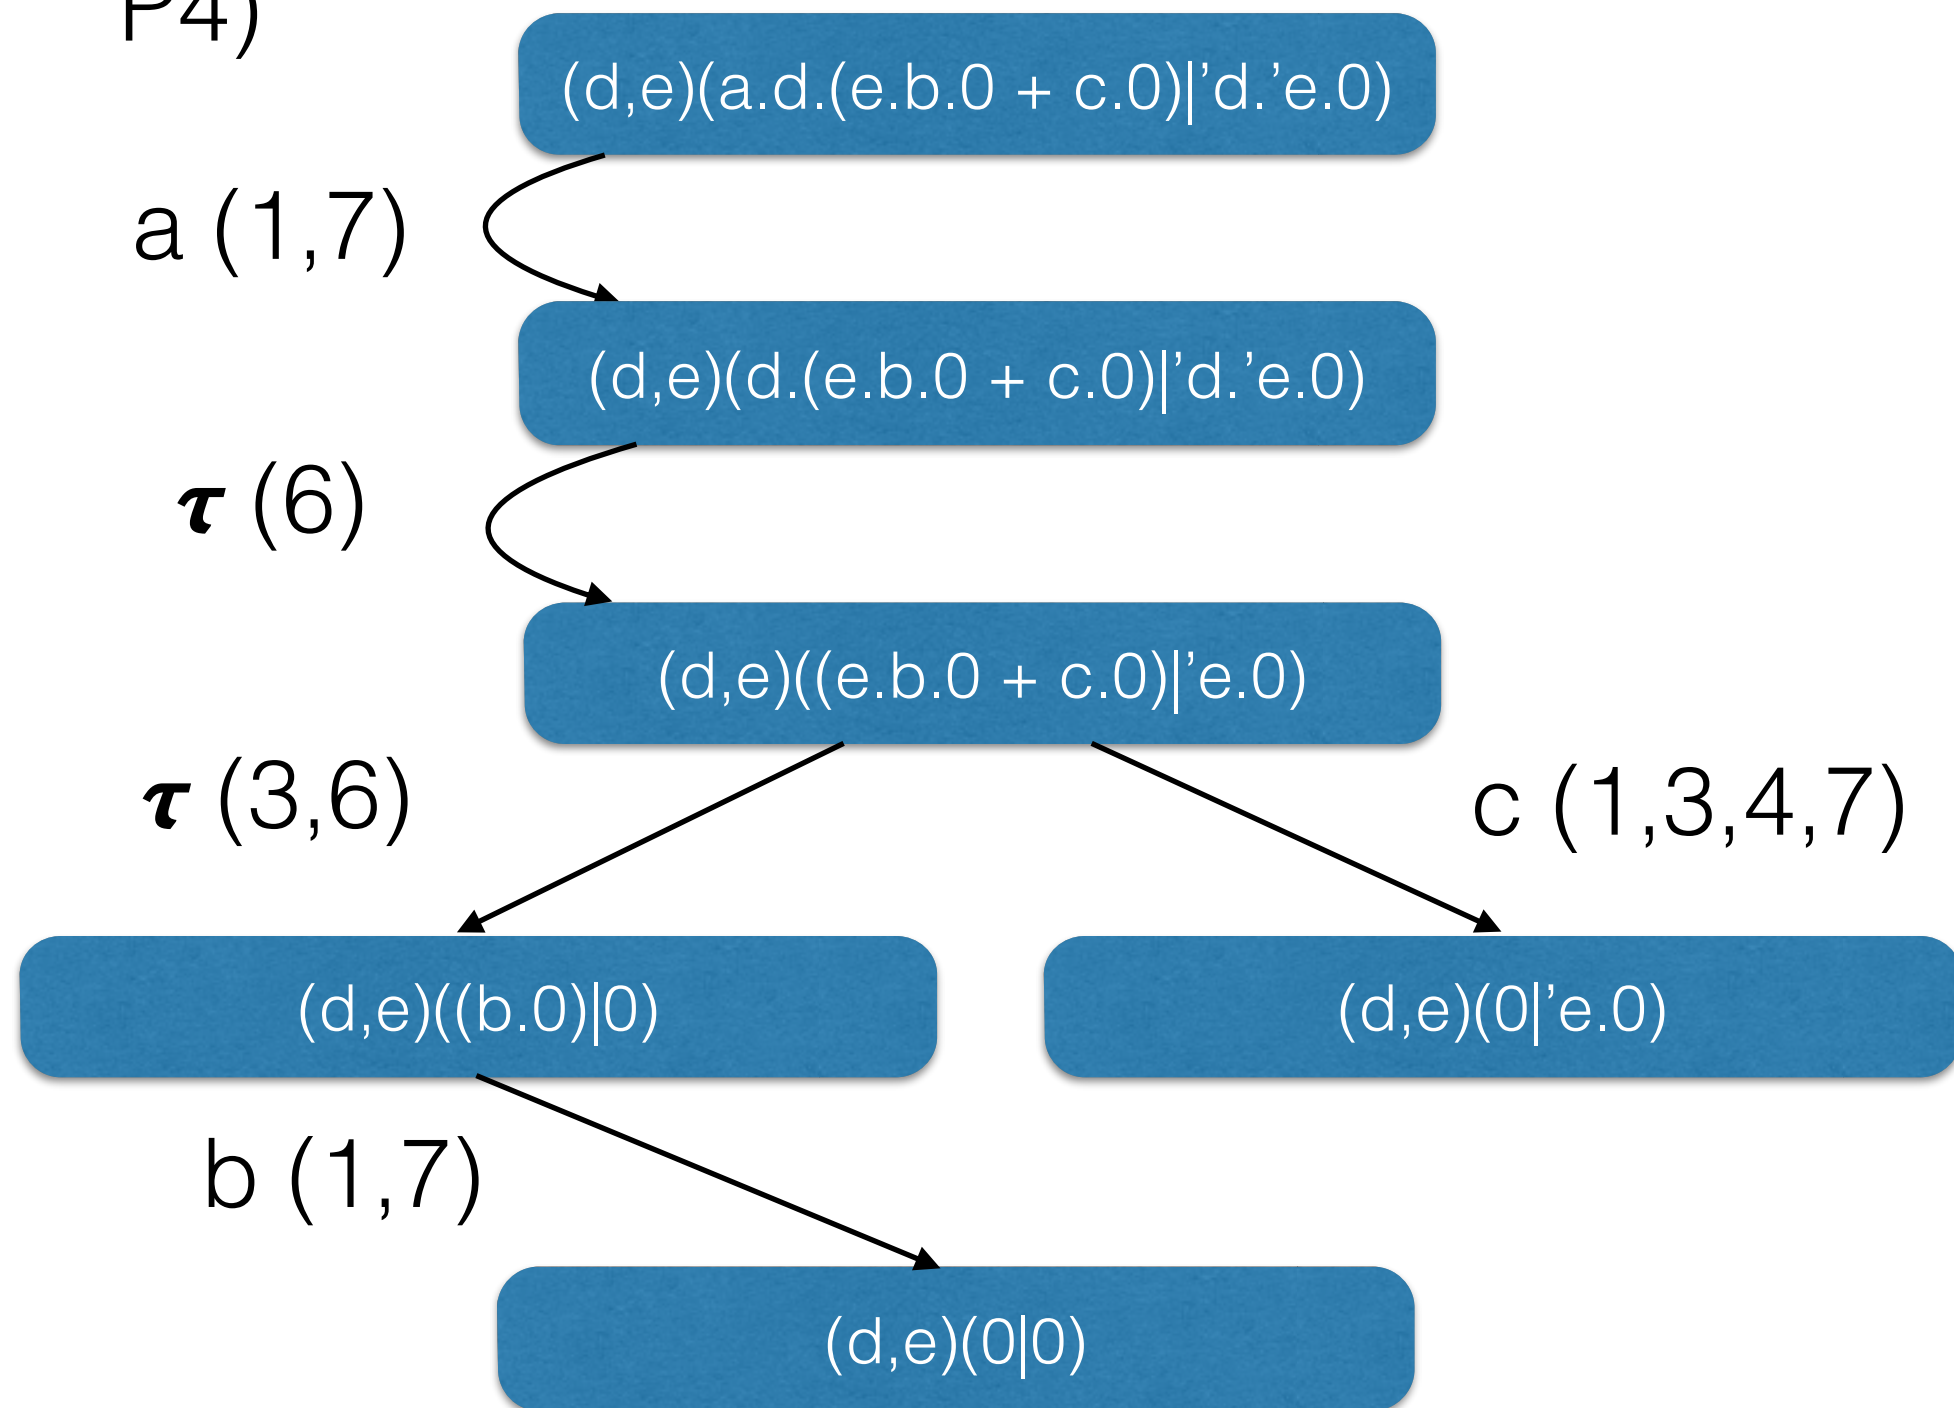 P4)
(d,e)(a.d.(e.b.0 + c.0)|’d.’e.0)
a (1,7)
(d,e)(d.(e.b.0 + c.0)|’d.’e.0)
τ (6)
(d,e)((e.b.0 + c.0)|’e.0)
τ (3,6)
c (1,3,4,7)
(d,e)((b.0)|0)
(d,e)(0|’e.0)
b (1,7)
(d,e)(0|0)